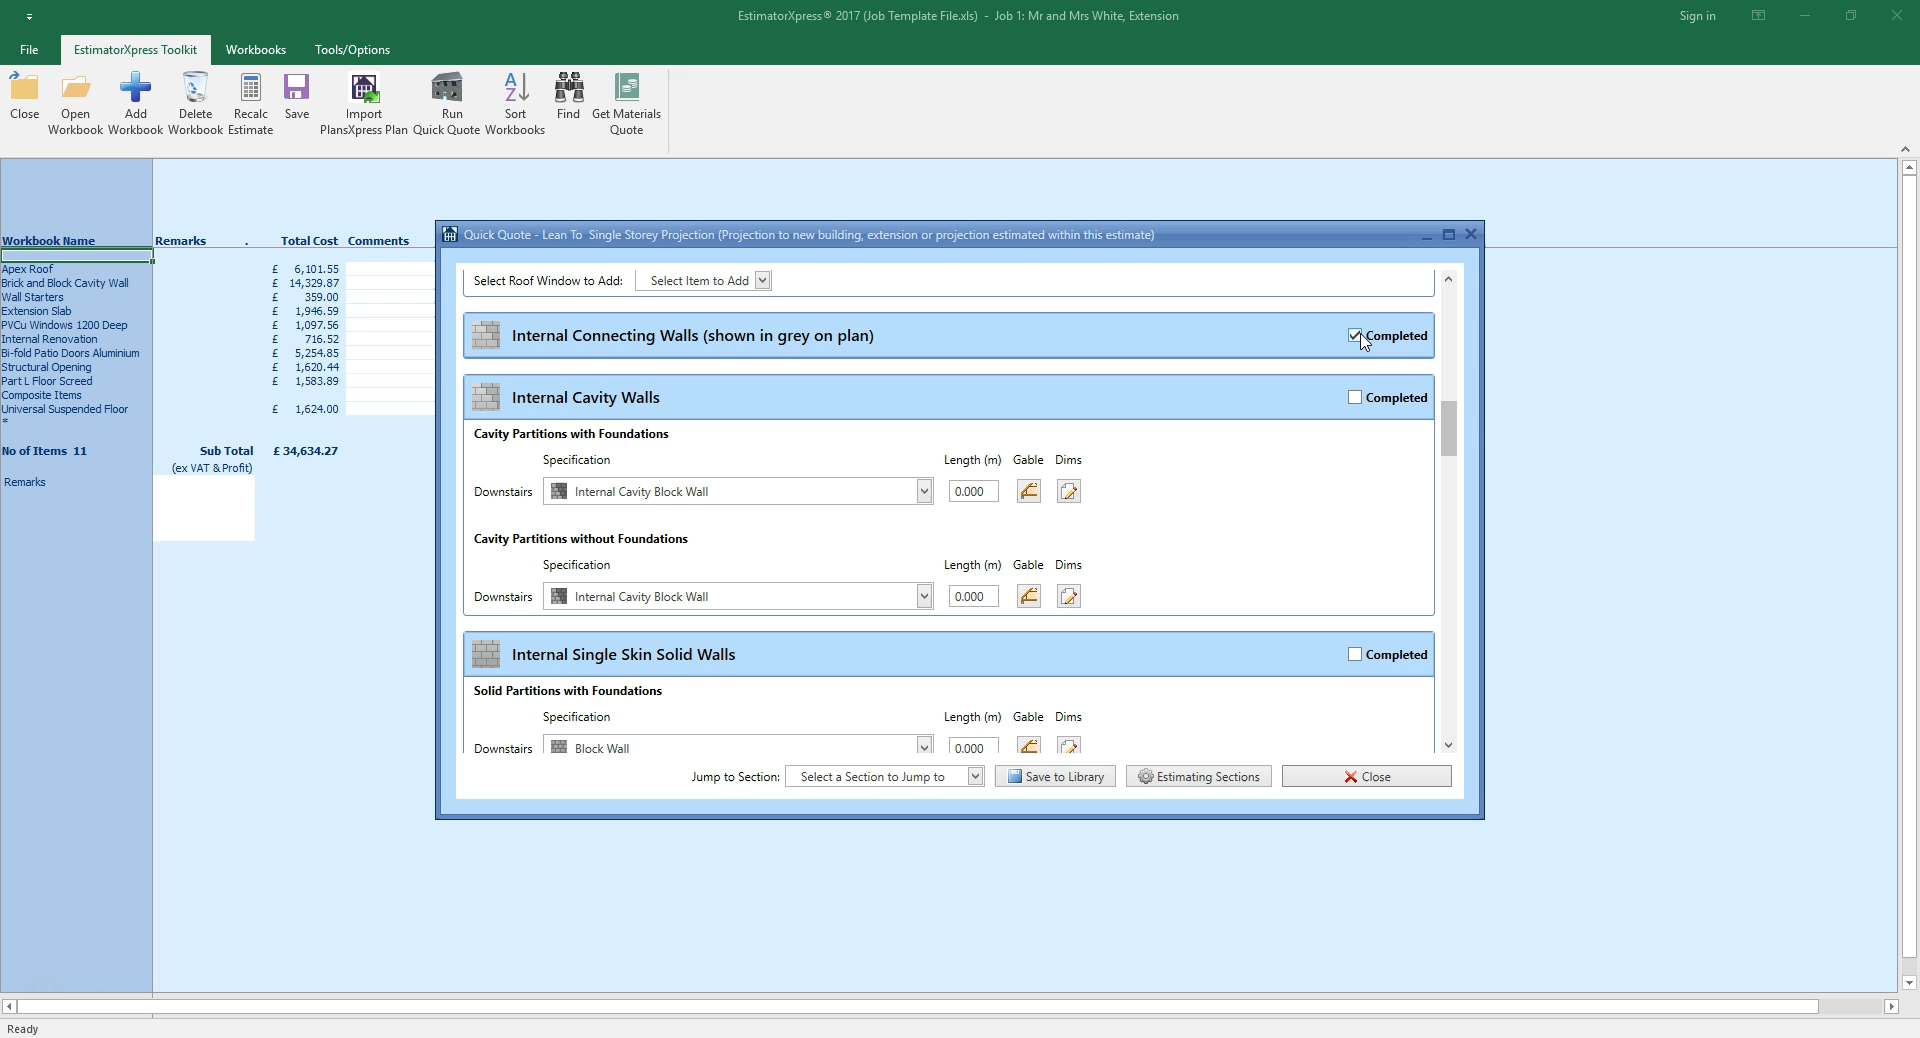 EstimatorXpress® 2017 (Job Template File.xls) - Job 1: Mr and Mrs White, Extension
Sign in
File EstimatorXpress Toolkit Workbooks Tools/Options
Close
Open Workbook
Add Workbook
Delete Workbook
Recalc Estimate
Save
Import PlansXpress Plan
Run Quick Quote
A Z
Sort Workbooks
Find
Get Materials Quote
Workbook Name Remarks . Total Cost Comments
Apex Roof £ 6,101.55
Brick and Block Cavity Wall £ 14,329.87
Wall Starters £ 359.00
Extension Slab £ 1,946.59
PVCu Windows 1200 Deep £ 1,097.56
Internal Renovation £ 716.52
Bi-fold Patio Doors Aluminium £ 5,254.85
Structural Opening £ 1,620.44
Part L Floor Screed £ 1,583.89
Composite Items
Universal Suspended Floor £ 1,624.00
*
No of Items 11 Sub Total £ 34,634.27
(ex VAT & Profit)
Remarks
Quick Quote - Lean To Single Storey Projection (Projection to new building, extension or projection estimated within this estimate)
Select Roof Window to Add: Select Item to Add
Internal Connecting Walls (shown in grey on plan) Completed
Internal Cavity Walls Completed
Cavity Partitions with Foundations
Specification Length (m) Gable Dims
Downstairs Internal Cavity Block Wall 0.000
Cavity Partitions without Foundations
Specification Length (m) Gable Dims
Downstairs Internal Cavity Block Wall 0.000
Internal Single Skin Solid Walls Completed
Solid Partitions with Foundations
Specification Length (m) Gable Dims
Downstairs Block Wall 0.000
Jump to Section: Select a Section to Jump to Save to Library Estimating Sections Close
Ready